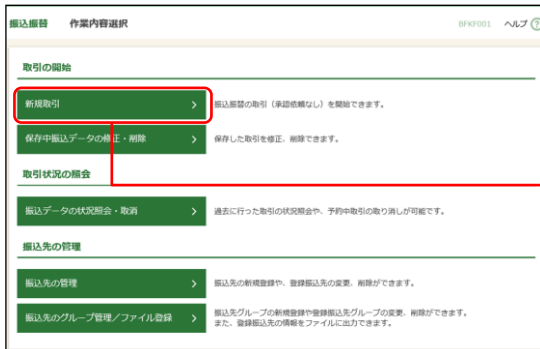 振込振替 作業内容選択 BFKF001 ヘルプ ?
取引の開始
新規取引 振込振替の取引（承認依頼なし）を開始できます。
保存中振込データの修正・削除 保存した取引を修正、削除できます。
取引状況の照会
振込データの状況照会・取消 過去に行った取引の状況照会や、予約中取引の取り消しが可能です。
振込先の管理
振込先の管理 振込先の新規登録や、登録振込先の変更、削除ができます。
振込先のグループ管理／ファイル登録 振込先グループの新規登録や登録振込先グループの変更、削除ができます。
また、登録振込先の情報をファイルに出力できます。